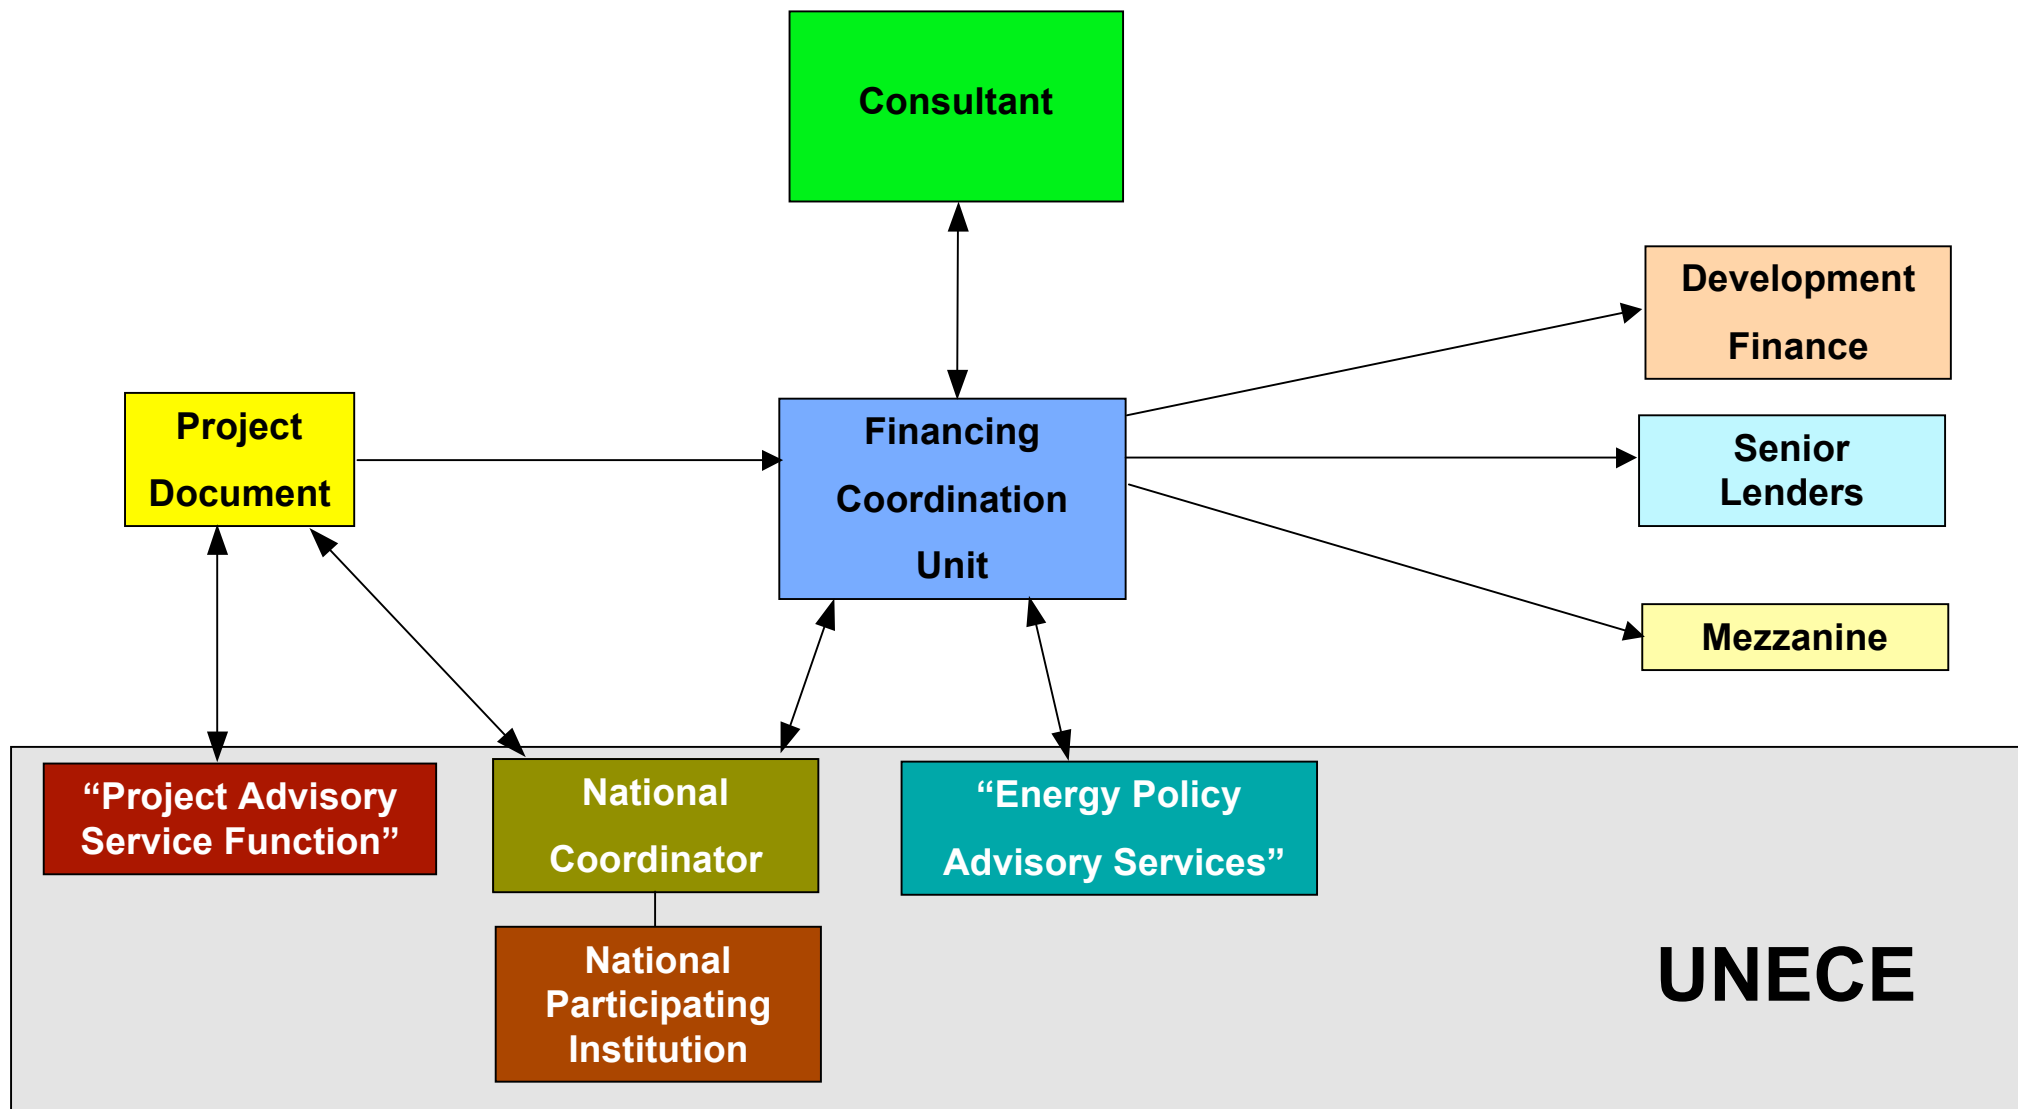 Consultant
Development
Finance
Project
Document
Financing
Coordination
Unit
Senior
Lenders
Mezzanine
“Project Advisory
Service Function”
National
Coordinator
“Energy Policy
Advisory Services”
National
Participating
Institution
UNECE